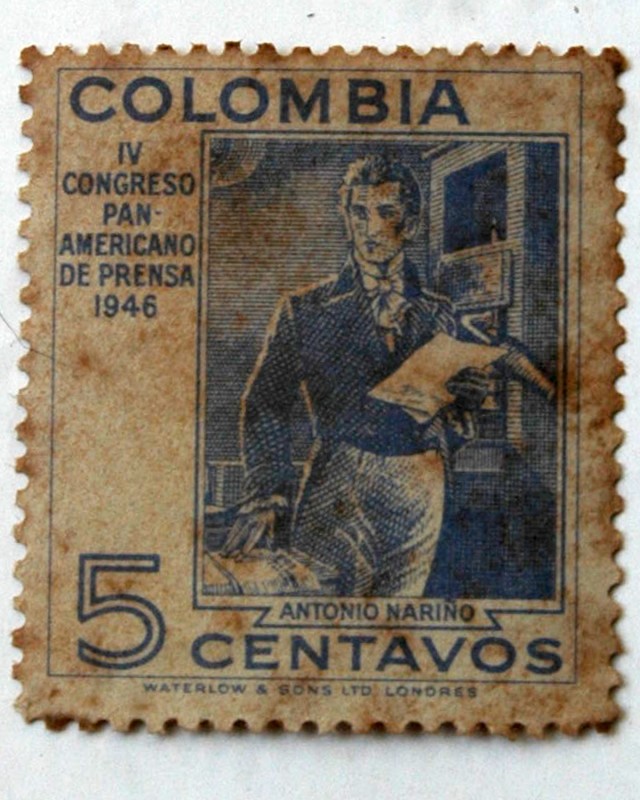 COLOMBIA
IV
CONGRESO
PAN-
AMERICANO
DE PRENSA
1946
ANTONIO NARIÑO
5 CENTAVOS
WATERLOW & SONS LTD. LONDRES